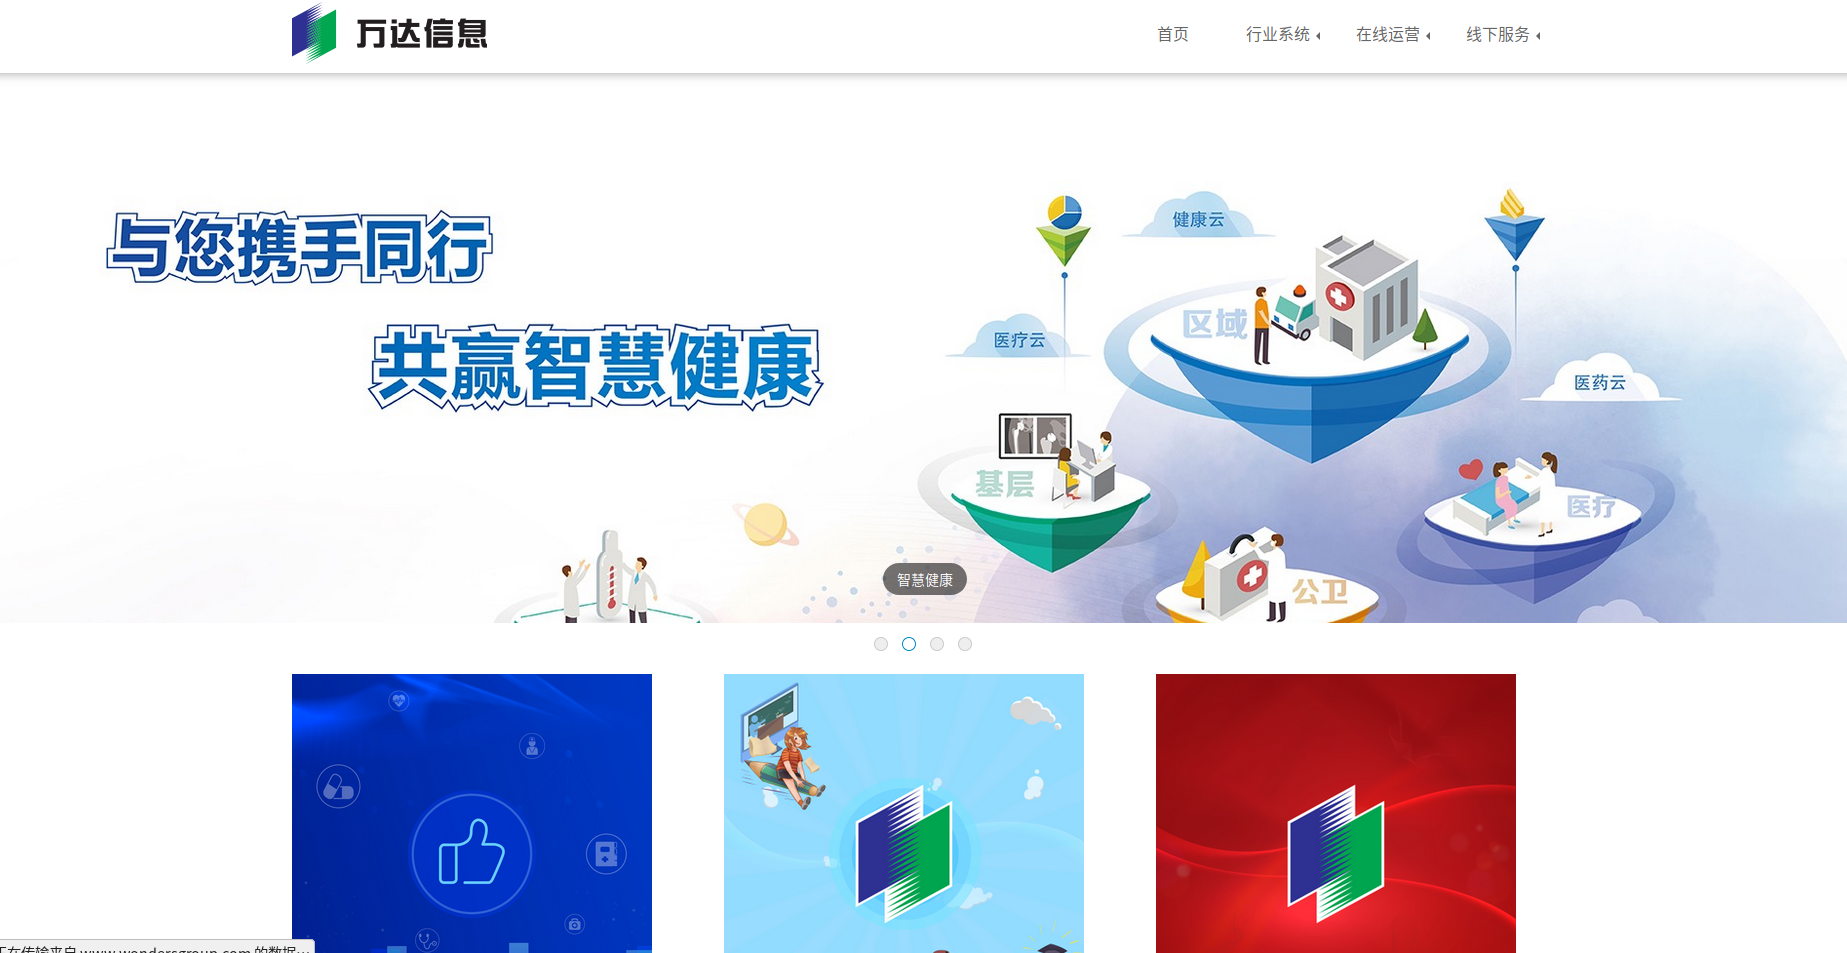 万达信息
首页 行业系统 在线运营 线下服务
与您携手同行
共赢智慧健康
健康云
医疗云
区域
医药云
基层
医疗
公卫
智慧健康
正在传输来自 www.wondersgroup.com 的数据…